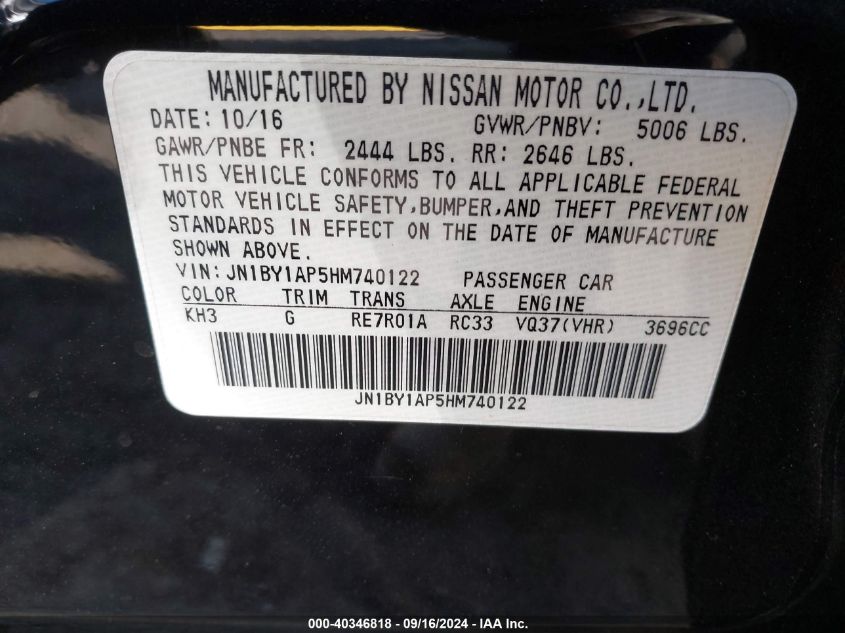 MANUFACTURED BY NISSAN MOTOR CO.,LTD.
DATE: 10/16 GVWR/PNBV: 5006 LBS.
GAWR/PNBE FR: 2444 LBS. RR: 2646 LBS.
THIS VEHICLE CONFORMS TO ALL APPLICABLE FEDERAL
MOTOR VEHICLE SAFETY,BUMPER,AND THEFT PREVENTION
STANDARDS IN EFFECT ON THE DATE OF MANUFACTURE
SHOWN ABOVE.
VIN: JN1BY1AP5HM740122 PASSENGER CAR
COLOR TRIM TRANS AXLE ENGINE
KH3 G RE7R01A RC33 VQ37(VHR) 3696CC
JN1BY1AP5HM740122
000-40346818 - 09/16/2024 - IAA, Inc.